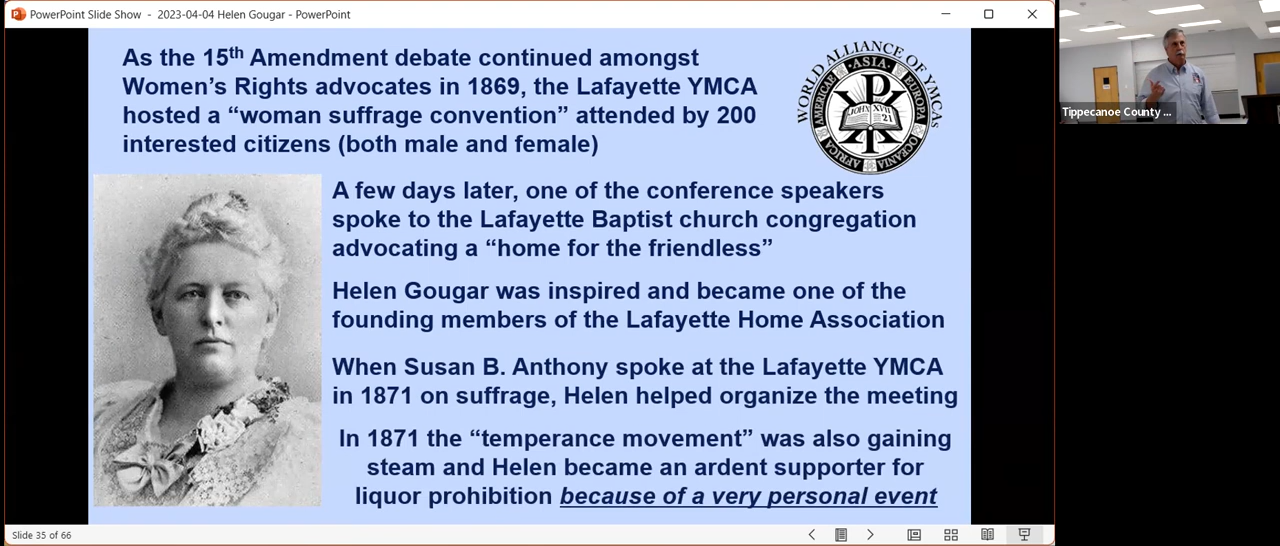 PowerPoint Slide Show - 2023-04-04 Helen Gougar - PowerPoint
As the 15th Amendment debate continued amongst
Women's Rights advocates in 1869, the Lafayette YMCA
hosted a “woman suffrage convention” attended by 200
interested citizens (both male and female)
WORLD ALLIANCE OF YMCAs
ASIA
EUROPA
OCEANIA
AFRICA
AMERICAE
JOHN XVII
21
A few days later, one of the conference speakers
spoke to the Lafayette Baptist church congregation
advocating a “home for the friendless”
Helen Gougar was inspired and became one of the
founding members of the Lafayette Home Association
When Susan B. Anthony spoke at the Lafayette YMCA
in 1871 on suffrage, Helen helped organize the meeting
In 1871 the “temperance movement” was also gaining
steam and Helen became an ardent supporter for
liquor prohibition because of a very personal event
Slide 35 of 66
Tippecanoe County ...